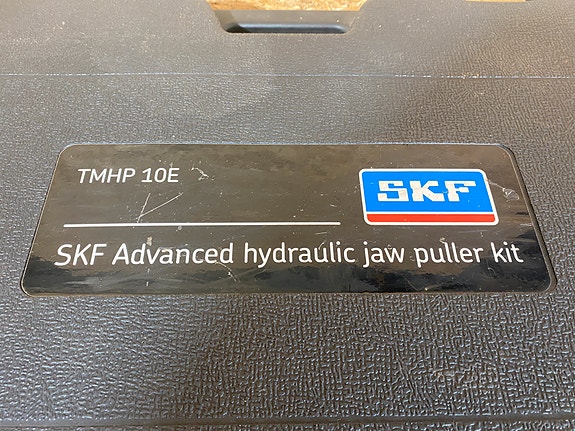 TMHP 10E
SKF
SKF Advanced hydraulic jaw puller kit